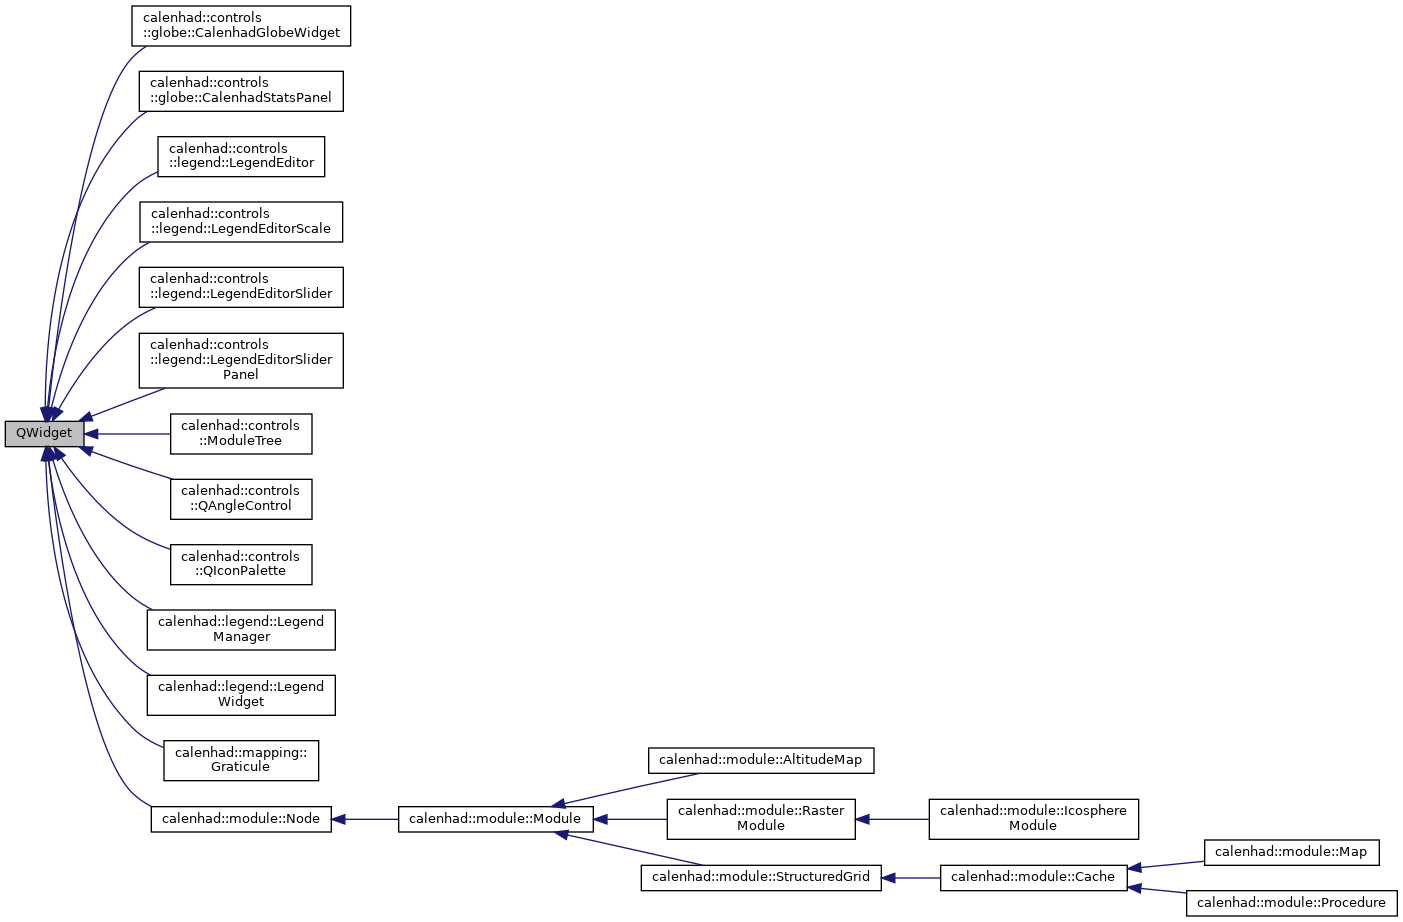 calenhad::controls
::globe::CalenhadGlobeWidget
calenhad::controls
::globe::CalenhadStatsPanel
calenhad::controls
::legend::LegendEditor
calenhad::controls
::legend::LegendEditorScale
calenhad::controls
::legend::LegendEditorSlider
calenhad::controls
::legend::LegendEditorSlider
Panel
QWidget
calenhad::controls
::ModuleTree
calenhad::controls
::QAngleControl
calenhad::controls
::QIconPalette
calenhad::legend::Legend
Manager
calenhad::legend::Legend
Widget
calenhad::mapping::
Graticule
calenhad::module::Node
calenhad::module::Module
calenhad::module::AltitudeMap
calenhad::module::Raster
Module
calenhad::module::Icosphere
Module
calenhad::module::StructuredGrid
calenhad::module::Cache
calenhad::module::Map
calenhad::module::Procedure